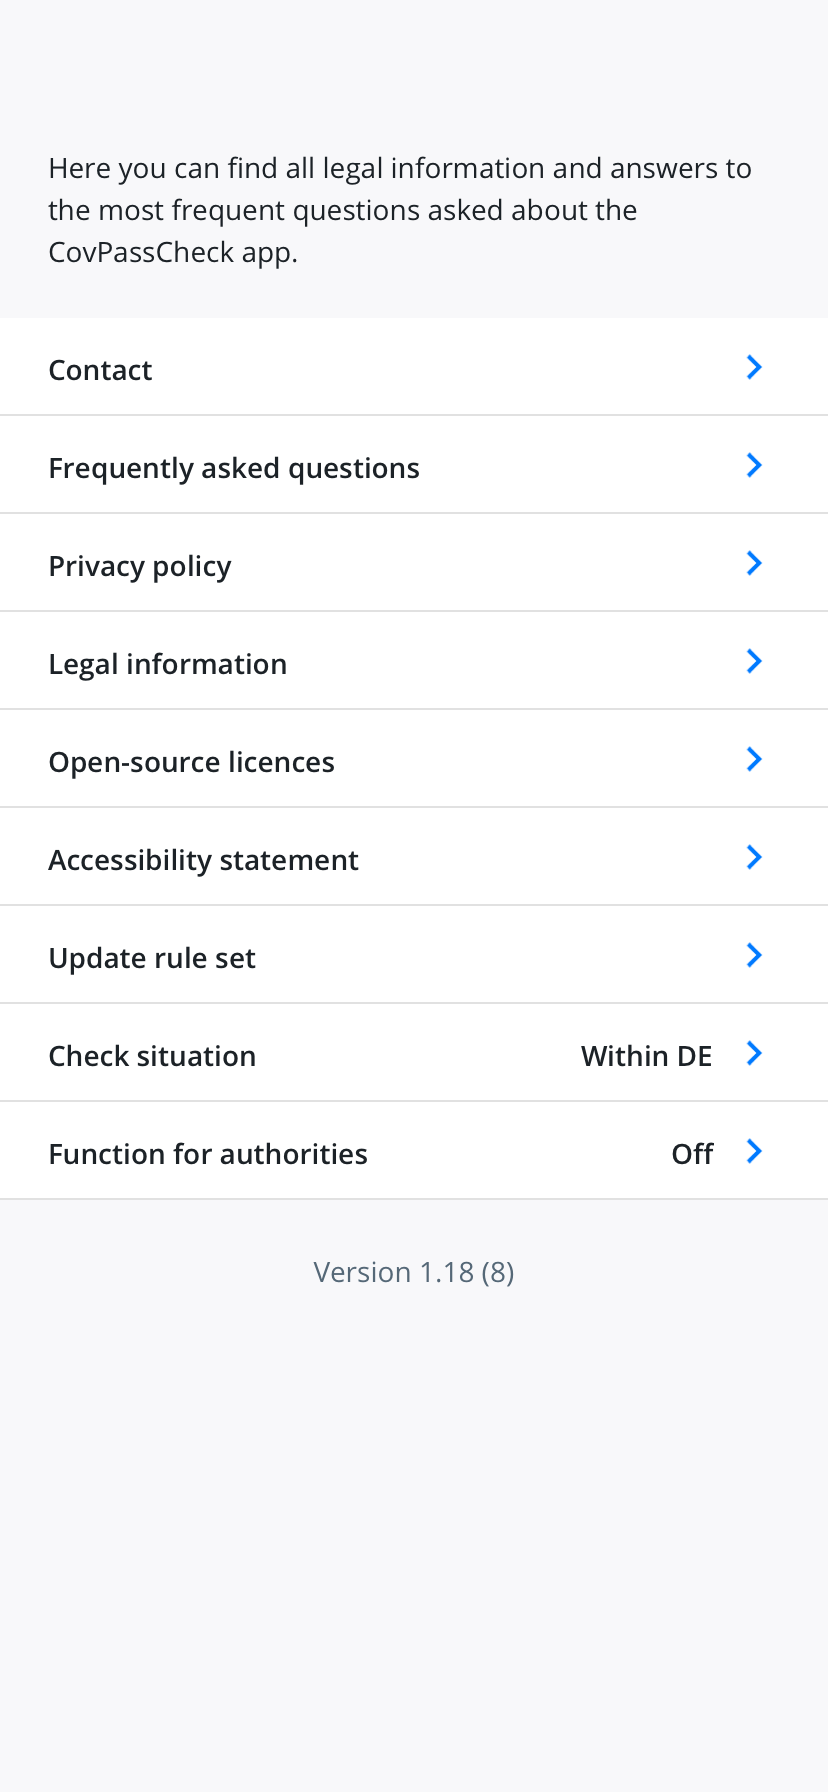 Here you can find all legal information and answers to
the most frequent questions asked about the
CovPassCheck app.
Contact
Frequently asked questions
Privacy policy
Legal information
Open-source licences
Accessibility statement
Update rule set
Check situation Within DE
Function for authorities Off
Version 1.18 (8)